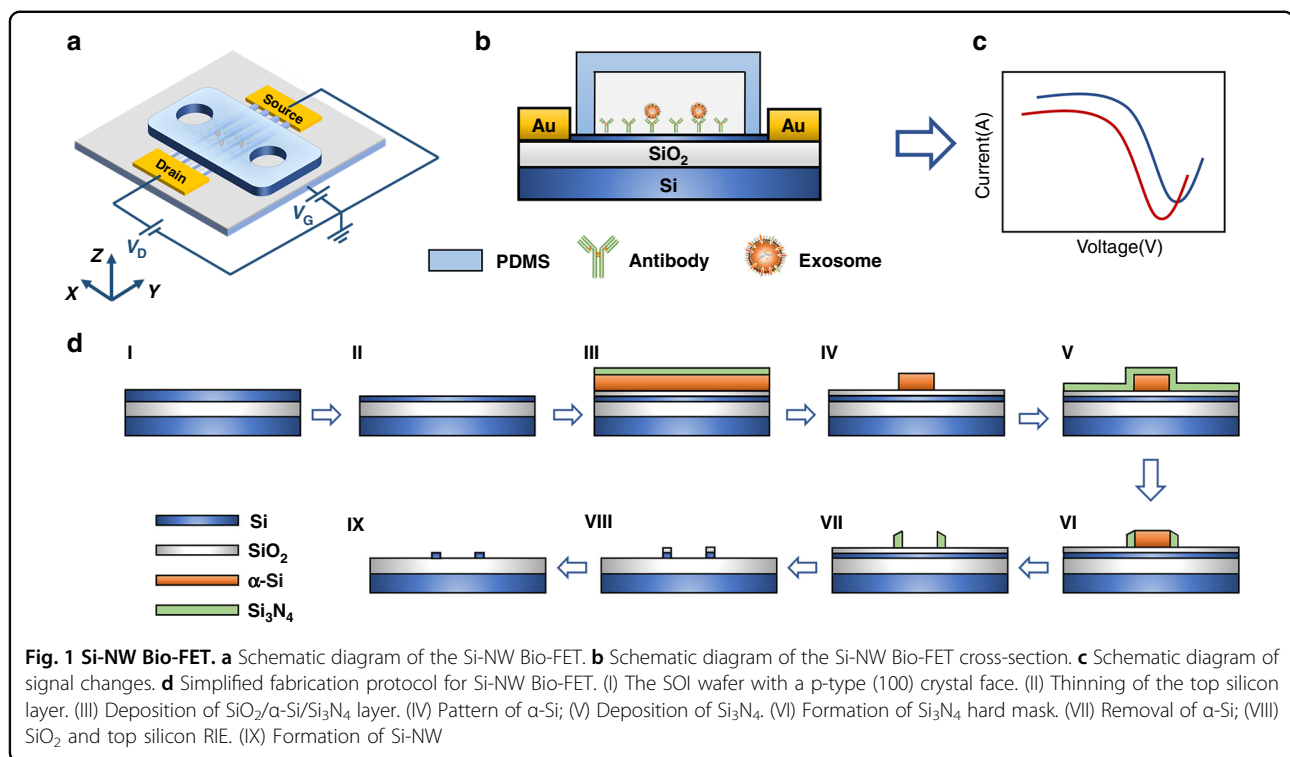 a
Source
Drain
V_G
V_D
Z
X
Y
b
Au
Au
SiO₂
Si
PDMS
Antibody
Exosome
c
Current(A)
Voltage(V)
d
I
II
III
IV
V
IX
VIII
VII
VI
Si
SiO₂
α-Si
Si₃N₄
Fig. 1 Si-NW Bio-FET. a Schematic diagram of the Si-NW Bio-FET. b Schematic diagram of the Si-NW Bio-FET cross-section. c Schematic diagram of
signal changes. d Simplified fabrication protocol for Si-NW Bio-FET. (I) The SOI wafer with a p-type (100) crystal face. (II) Thinning of the top silicon
layer. (III) Deposition of SiO₂/α-Si/Si₃N₄ layer. (IV) Pattern of α-Si; (V) Deposition of Si₃N₄. (VI) Formation of Si₃N₄ hard mask. (VII) Removal of α-Si; (VIII)
SiO₂ and top silicon RIE. (IX) Formation of Si-NW